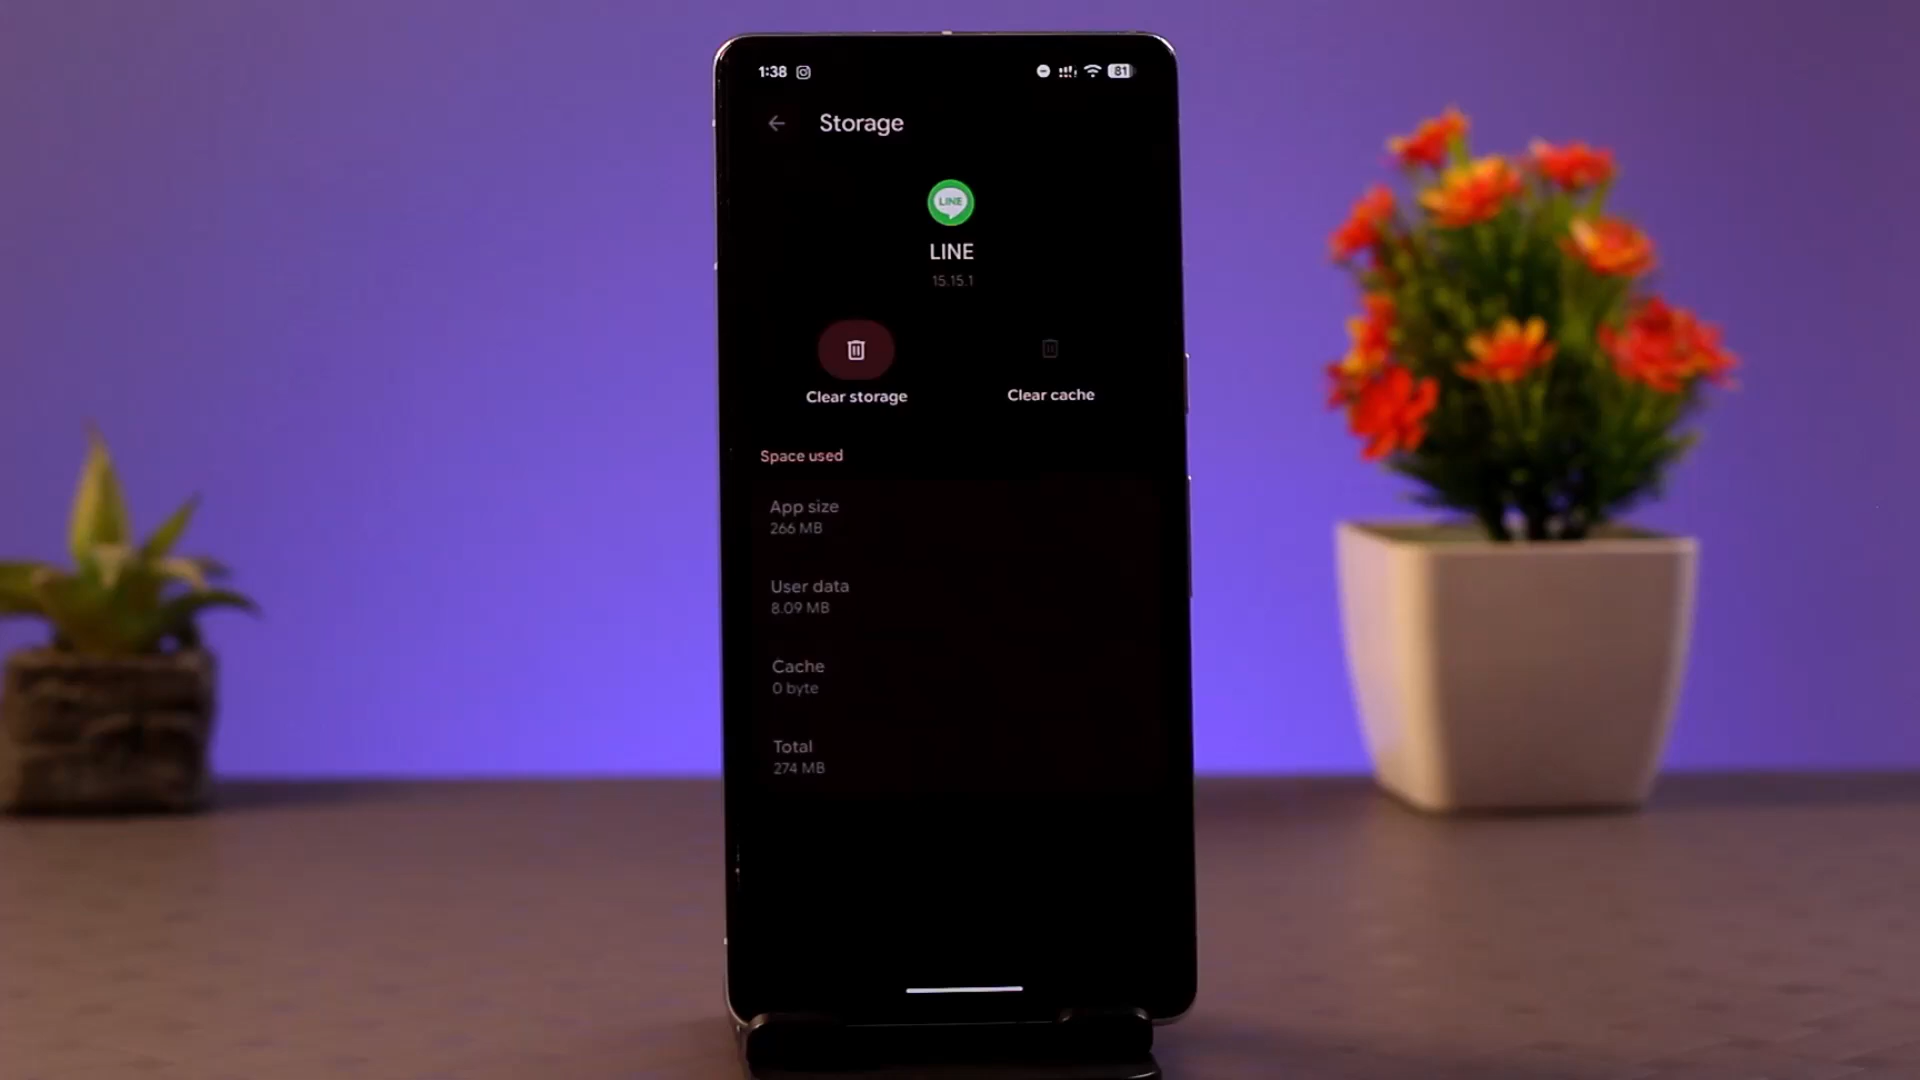 1:38
81
Storage
LINE
LINE
15.15.1
Clear storage
Clear cache
Space used
App size
266 MB
User data
8.09 MB
Cache
0 byte
Total
274 MB